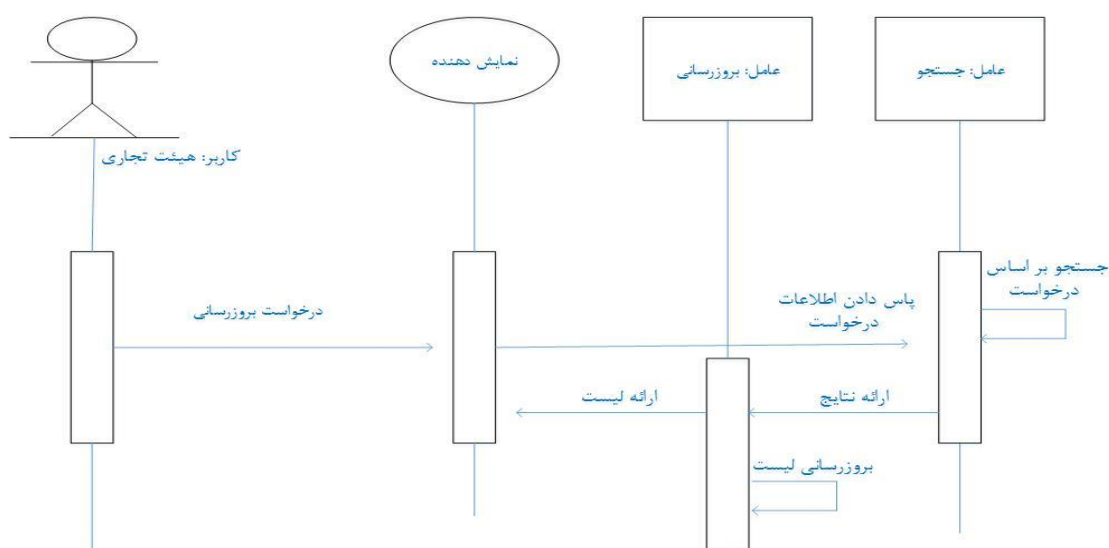 نمایش دهنده
عامل: بروزرسانی
عامل: جستجو
کاربر: هیئت تجاری
جستجو بر اساس
درخواست
پاس دادن اطلاعات
درخواست
درخواست بروزرسانی
ارائه نتایج
ارائه لیست
بروزرسانی لیست